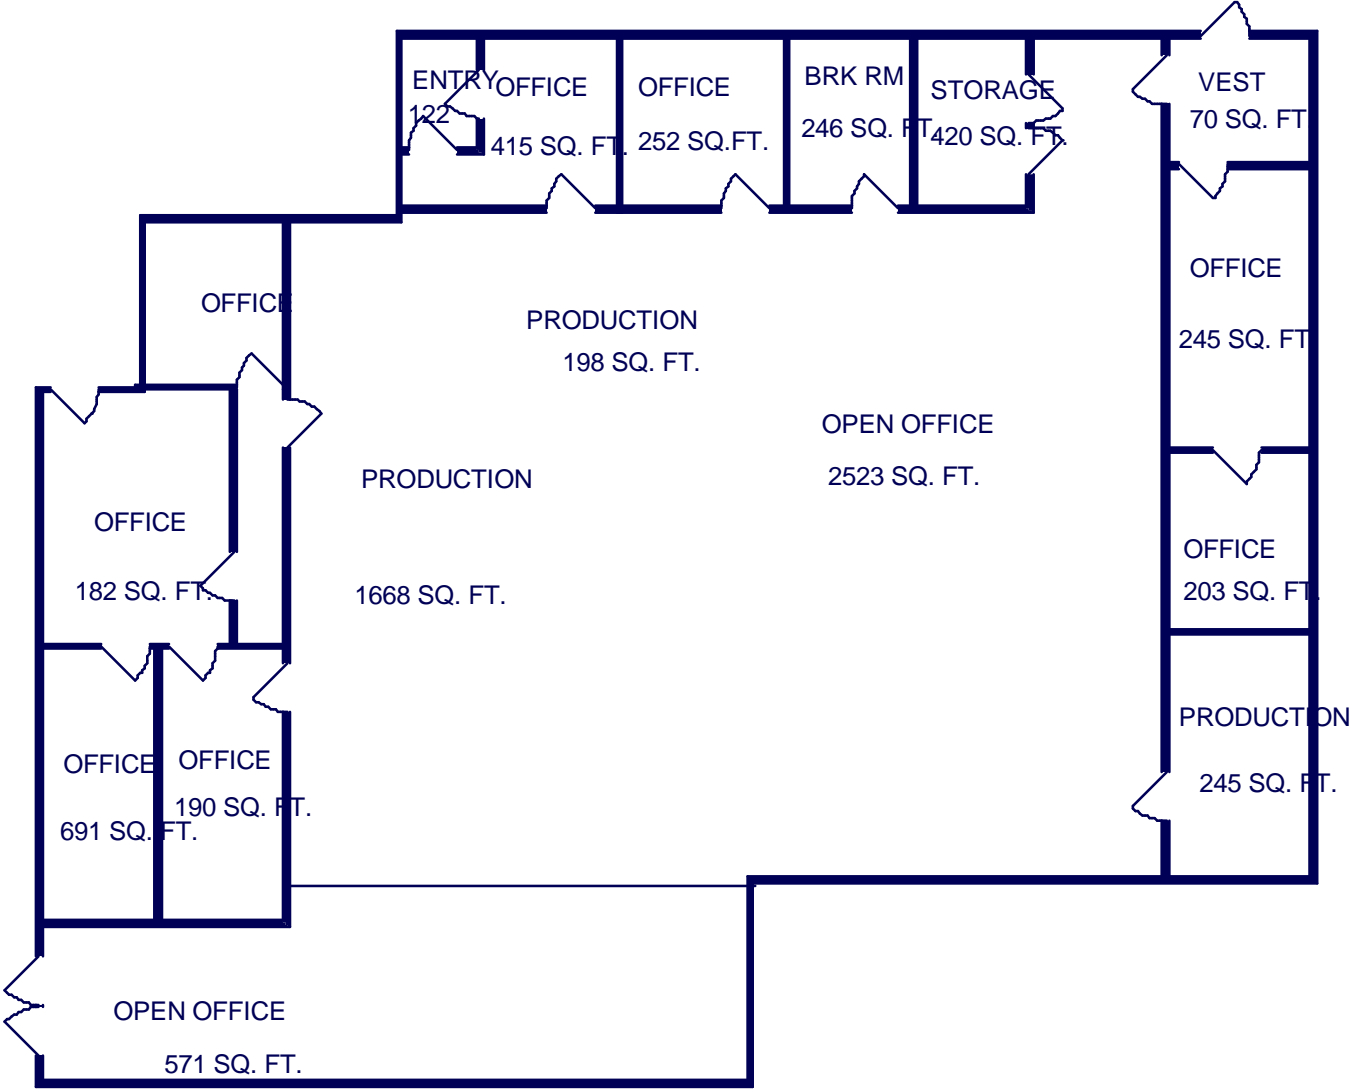 ENTRY
122
OFFICE
415 SQ. FT.
OFFICE
252 SQ.FT.
BRK RM
246 SQ. FT.
STORAGE
420 SQ. FT.
VEST
70 SQ. FT
OFFICE
PRODUCTION
198 SQ. FT.
OFFICE
245 SQ. FT
OPEN OFFICE
2523 SQ. FT.
PRODUCTION
1668 SQ. FT.
OFFICE
182 SQ. FT.
OFFICE
203 SQ. FT.
OFFICE
691 SQ. FT.
OFFICE
190 SQ. FT.
PRODUCTION
245 SQ. FT.
OPEN OFFICE
571 SQ. FT.